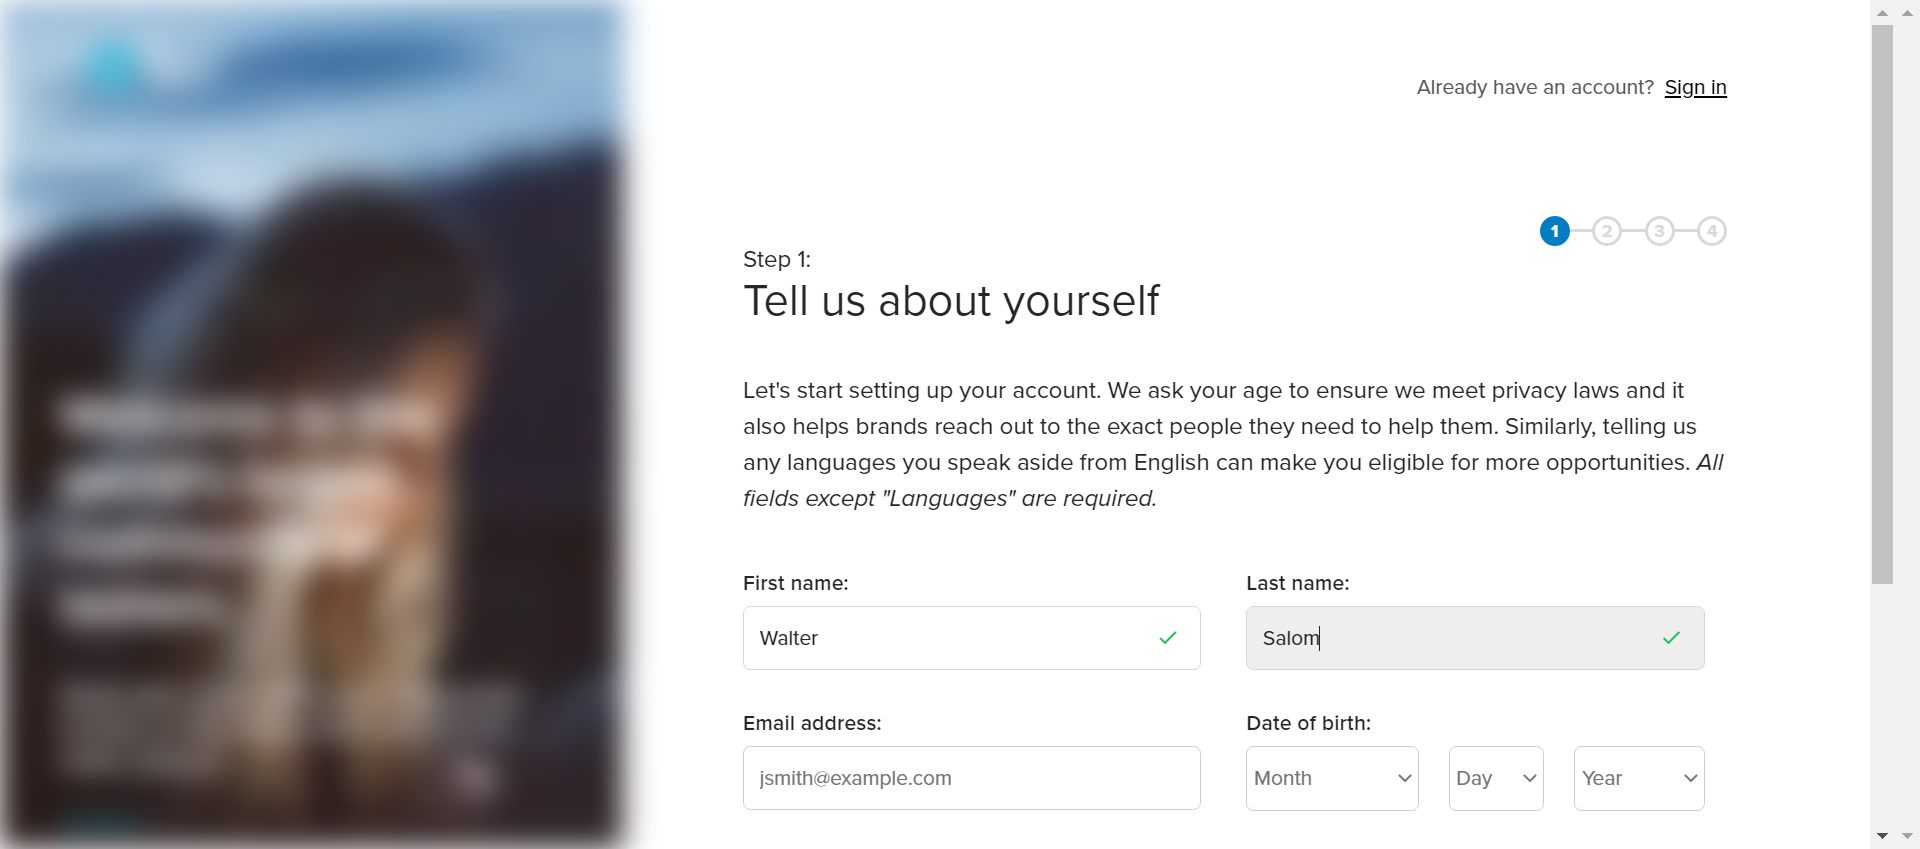 Already have an account? Sign in
1 2 3 4
Step 1:
Tell us about yourself
Let's start setting up your account. We ask your age to ensure we meet privacy laws and it
also helps brands reach out to the exact people they need to help them. Similarly, telling us
any languages you speak aside from English can make you eligible for more opportunities. All
fields except "Languages" are required.
First name: Last name:
Walter Salom
Email address: Date of birth:
jsmith@example.com Month Day Year